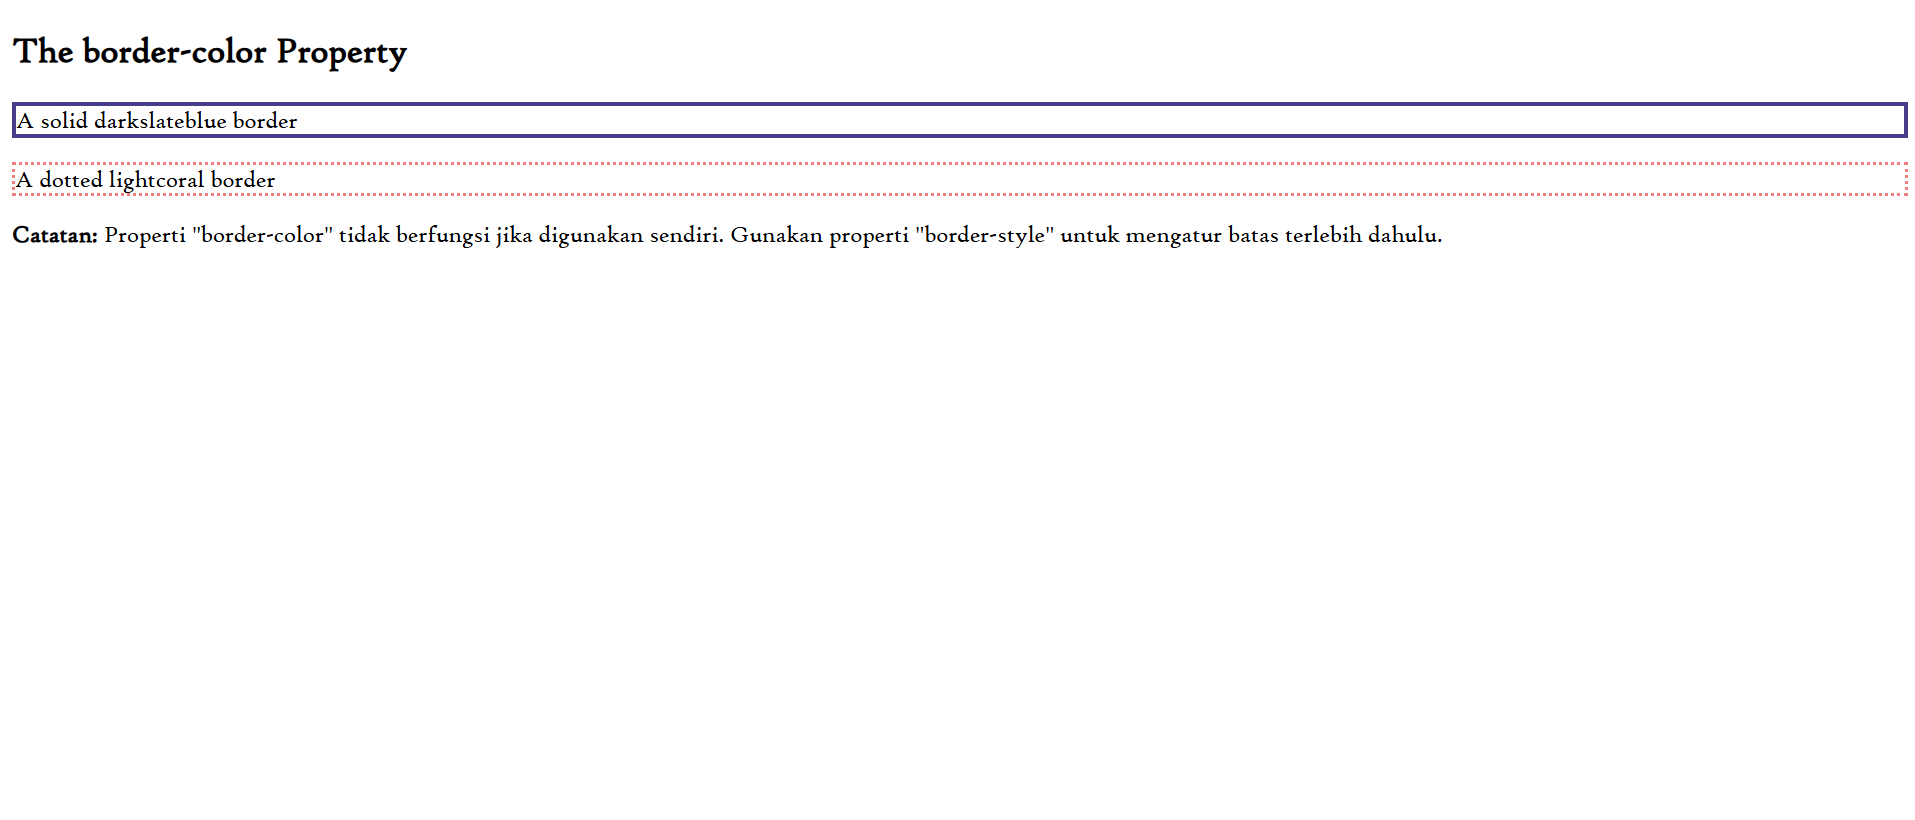 The border-color Property
A solid darkslateblue border
A dotted lightcoral border
Catatan: Properti "border-color" tidak berfungsi jika digunakan sendiri. Gunakan properti "border-style" untuk mengatur batas terlebih dahulu.